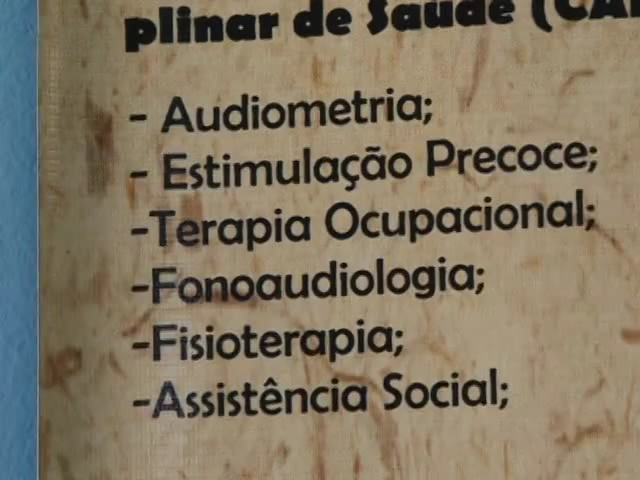 plinar de Saúde
- Audiometria;
- Estimulação Precoce;
-Terapia Ocupacional;
-Fonoaudiologia;
-Fisioterapia;
-Assistência Social;